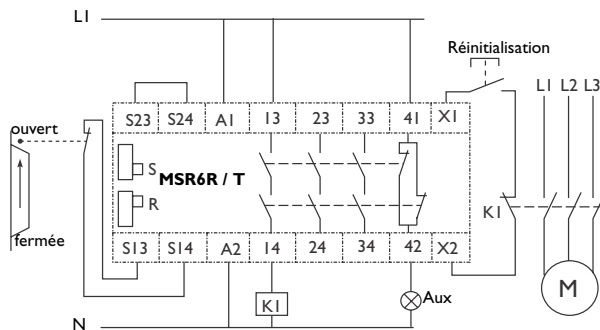 L1
Réinitialisation
S23 S24 A1 13 23 33 41 X1
L1 L2 L3
ouvert
S
MSR6R / T
R
K1
fermée
S13 S14 A2 14 24 34 42 X2
K1
Aux
M
N